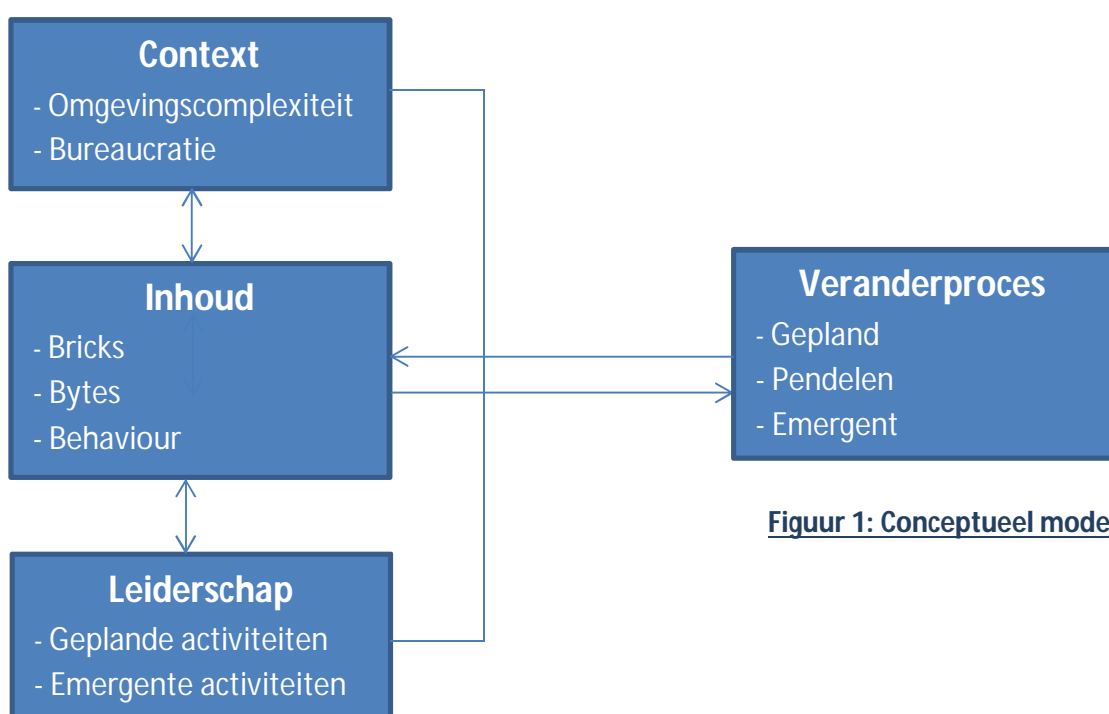 Context
- Omgevingscomplexiteit
- Bureaucratie
Inhoud
- Bricks
- Bytes
- Behaviour
Veranderproces
- Gepland
- Pendelen
- Emergent
Figuur 1: Conceptueel mode
Leiderschap
- Geplande activiteiten
- Emergente activiteiten